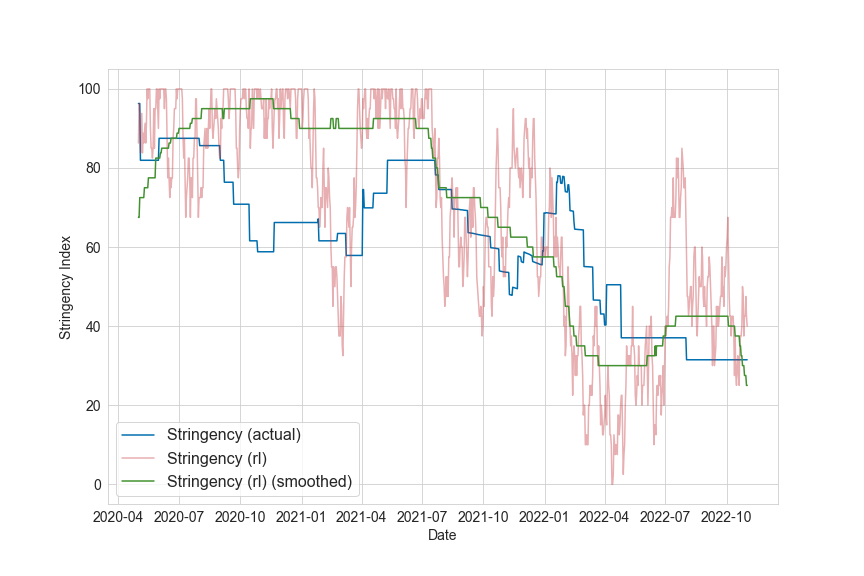 100
80
60
40
20
0
Stringency Index
Stringency (actual)
Stringency (rl)
Stringency (rl) (smoothed)
2020-04 2020-07 2020-10 2021-01 2021-04 2021-07 2021-10 2022-01 2022-04 2022-07 2022-10
Date